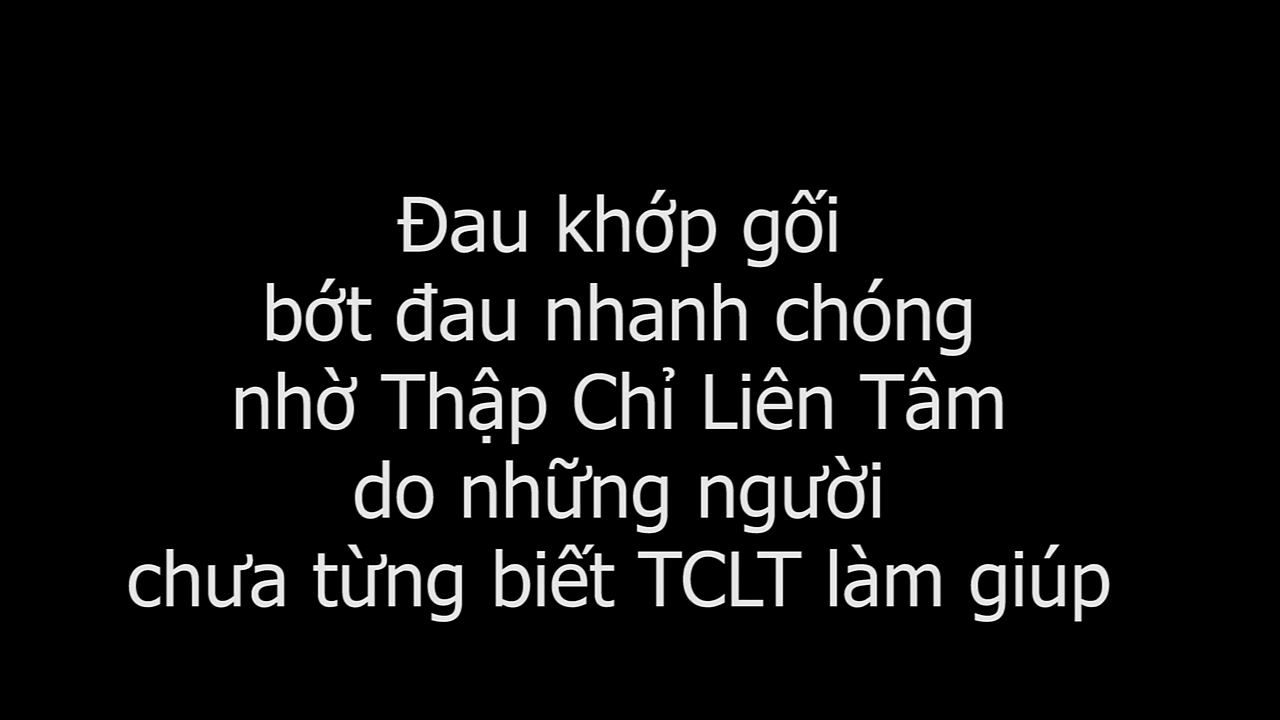 Đau khớp gối
bớt đau nhanh chóng
nhờ Thập Chỉ Liên Tâm
do những người
chưa từng biết TCLT làm giúp